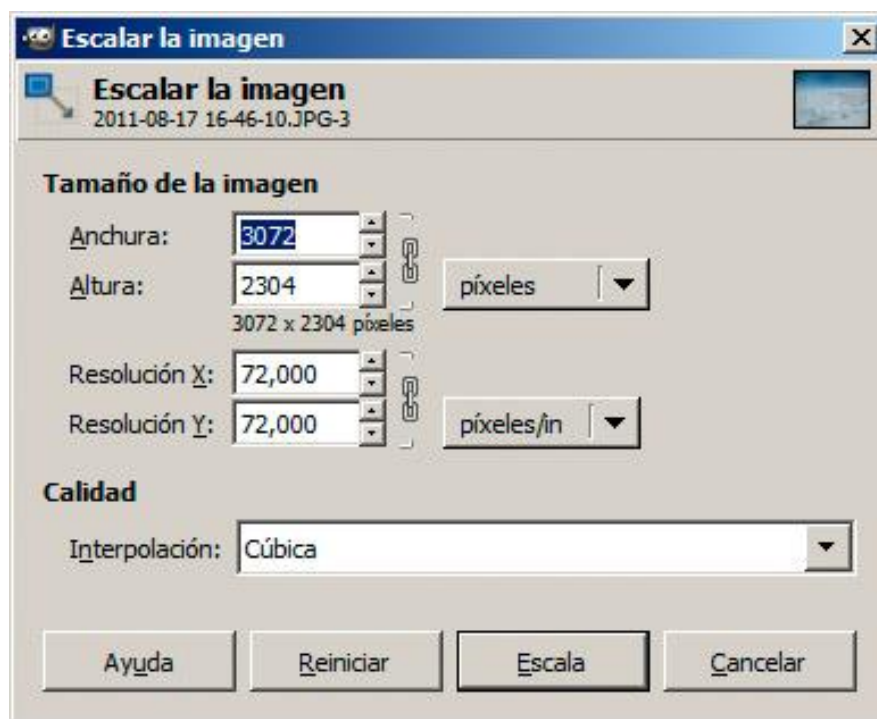 Escalar la imagen
Escalar la imagen
2011-08-17 16-46-10.JPG-3
Tamaño de la imagen
Anchura: 3072
Altura: 2304 píxeles
3072 x 2304 píxeles
Resolución X: 72,000
Resolución Y: 72,000 píxeles/in
Calidad
Interpolación: Cúbica
Ayuda Reiniciar Escala Cancelar